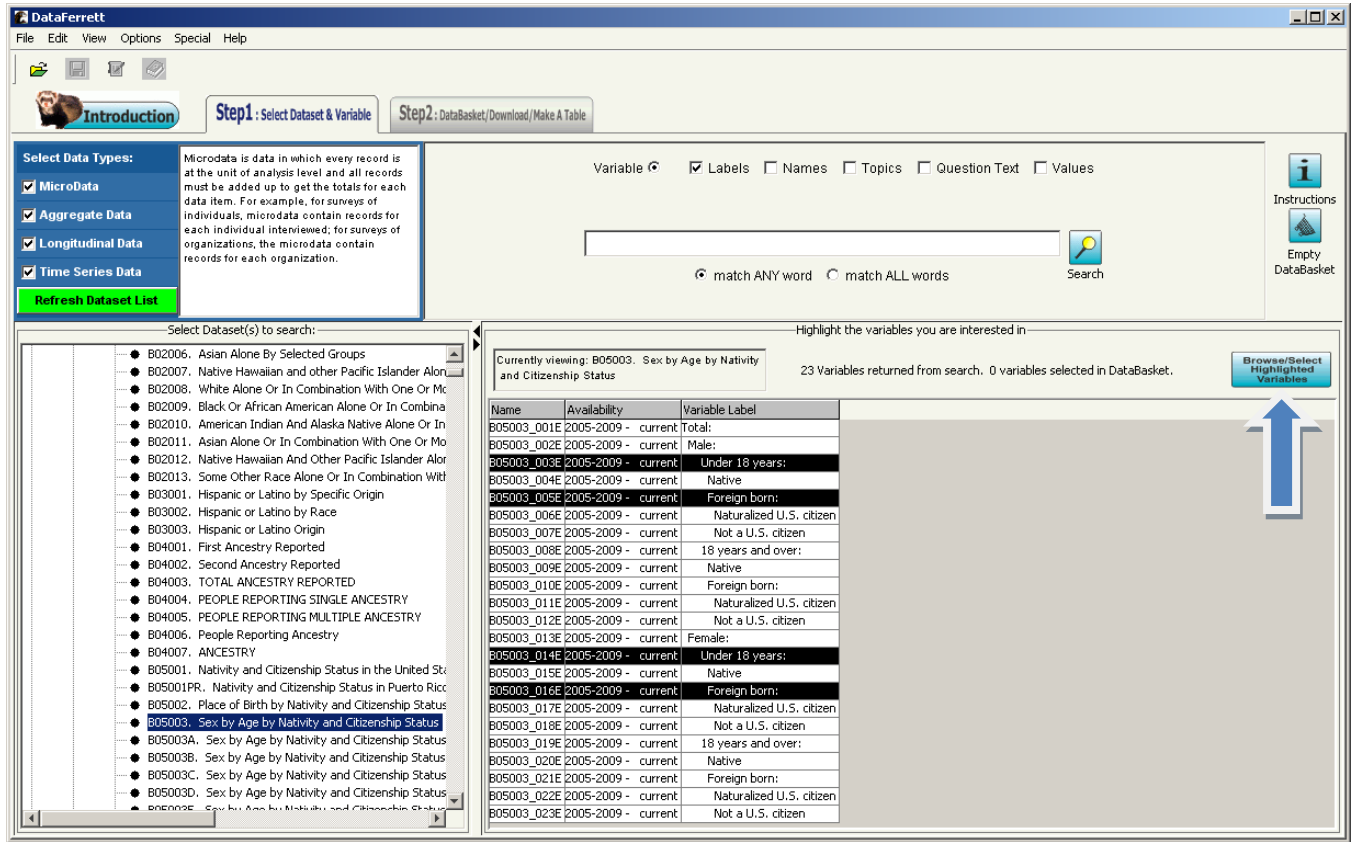 DataFerrett
File Edit View Options Special Help
Introduction
Step1 : Select Dataset & Variable
Step2 : DataBasket/Download/Make A Table
Select Data Types:
MicroData
Aggregate Data
Longitudinal Data
Time Series Data
Refresh Dataset List
Microdata is data in which every record is
at the unit of analysis level and all records
must be added up to get the totals for each
data item. For example, for surveys of
individuals, microdata contain records for
each individual interviewed; for surveys of
organizations, the microdata contain
records for each organization.
Variable Labels Names Topics Question Text Values
match ANY word match ALL words
Search
Instructions
Empty
DataBasket
Select Dataset(s) to search:
B02006. Asian Alone By Selected Groups
B02007. Native Hawaiian and other Pacific Islander Alon
B02008. White Alone Or In Combination With One Or Mo
B02009. Black Or African American Alone Or In Combina
B02010. American Indian And Alaska Native Alone Or In
B02011. Asian Alone Or In Combination With One Or Mo
B02012. Native Hawaiian And Other Pacific Islander Alor
B02013. Some Other Race Alone Or In Combination With
B03001. Hispanic or Latino by Specific Origin
B03002. Hispanic or Latino by Race
B03003. Hispanic or Latino Origin
B04001. First Ancestry Reported
B04002. Second Ancestry Reported
B04003. TOTAL ANCESTRY REPORTED
B04004. PEOPLE REPORTING SINGLE ANCESTRY
B04005. PEOPLE REPORTING MULTIPLE ANCESTRY
B04006. People Reporting Ancestry
B04007. ANCESTRY
B05001. Nativity and Citizenship Status in the United Sta
B05001PR. Nativity and Citizenship Status in Puerto Ricc
B05002. Place of Birth by Nativity and Citizenship Status
B05003. Sex by Age by Nativity and Citizenship Status
B05003A. Sex by Age by Nativity and Citizenship Status
B05003B. Sex by Age by Nativity and Citizenship Status
B05003C. Sex by Age by Nativity and Citizenship Status
B05003D. Sex by Age by Nativity and Citizenship Status
B05003E. Sex by Age by Nativity and Citizenship Status
Highlight the variables you are interested in
Currently viewing: B05003. Sex by Age by Nativity
and Citizenship Status
23 Variables returned from search. 0 variables selected in DataBasket.
Browse/Select
Highlighted
Variables
Name Availability Variable Label
B05003_001E 2005-2009 - current Total:
B05003_002E 2005-2009 - current Male:
B05003_003E 2005-2009 - current Under 18 years:
B05003_004E 2005-2009 - current Native
B05003_005E 2005-2009 - current Foreign born:
B05003_006E 2005-2009 - current Naturalized U.S. citizen
B05003_007E 2005-2009 - current Not a U.S. citizen
B05003_008E 2005-2009 - current 18 years and over:
B05003_009E 2005-2009 - current Native
B05003_010E 2005-2009 - current Foreign born:
B05003_011E 2005-2009 - current Naturalized U.S. citizen
B05003_012E 2005-2009 - current Not a U.S. citizen
B05003_013E 2005-2009 - current Female:
B05003_014E 2005-2009 - current Under 18 years:
B05003_015E 2005-2009 - current Native
B05003_016E 2005-2009 - current Foreign born:
B05003_017E 2005-2009 - current Naturalized U.S. citizen
B05003_018E 2005-2009 - current Not a U.S. citizen
B05003_019E 2005-2009 - current 18 years and over:
B05003_020E 2005-2009 - current Native
B05003_021E 2005-2009 - current Foreign born:
B05003_022E 2005-2009 - current Naturalized U.S. citizen
B05003_023E 2005-2009 - current Not a U.S. citizen